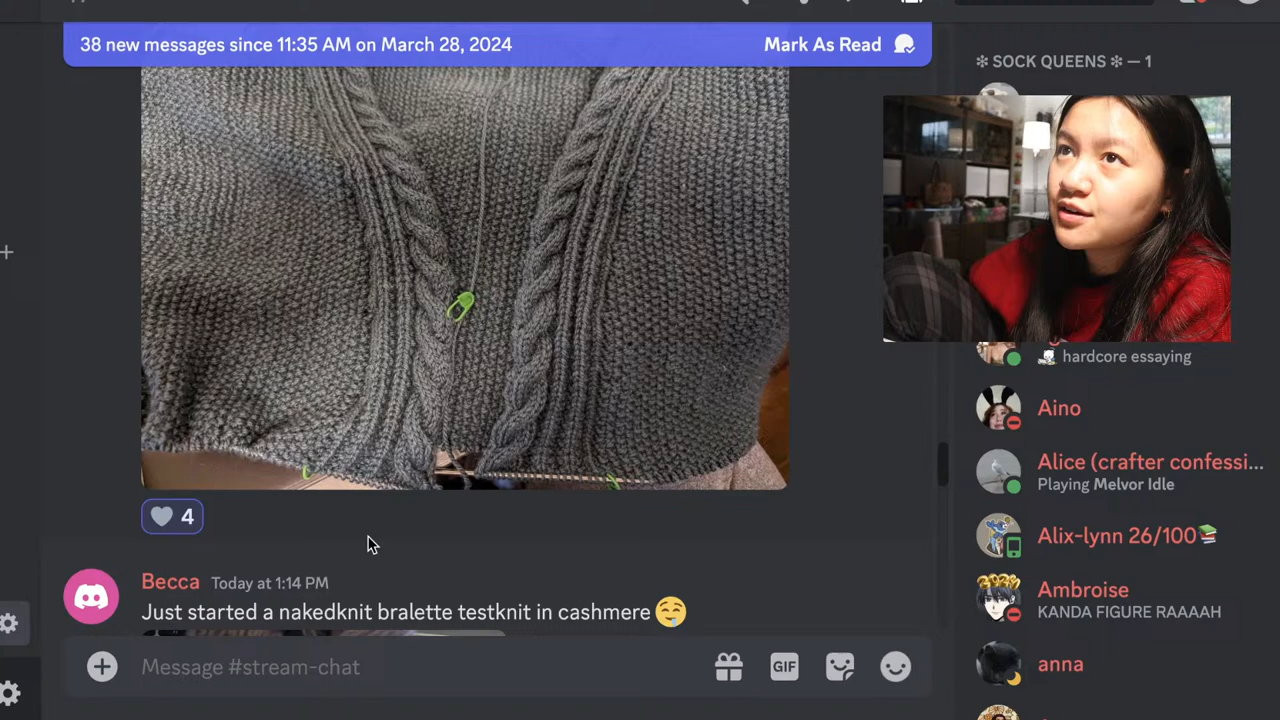 38 new messages since 11:35 AM on March 28, 2024
Mark As Read
❇ SOCK QUEENS ❇ — 1
hardcore essaying
Aino
Alice (crafter confessi...
Playing Melvor Idle
Alix-lynn 26/100📚
Ambroise
KANDA FIGURE RAAAAH
anna
4
Becca Today at 1:14 PM
Just started a nakedknit bralette testknit in cashmere 🤤
Message #stream-chat
GIF